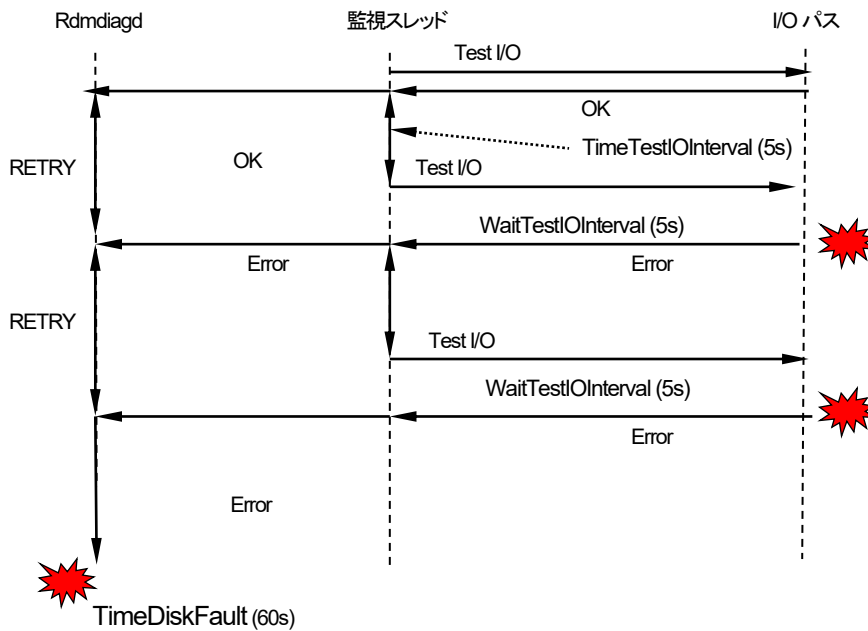 Rdmdiagd
監視スレッド
I/O パス
Test I/O
OK
TimeTestIOInterval (5s)
RETRY
OK
Test I/O
WaitTestIOInterval (5s)
Error
Error
RETRY
Test I/O
WaitTestIOInterval (5s)
Error
Error
TimeDiskFault (60s)